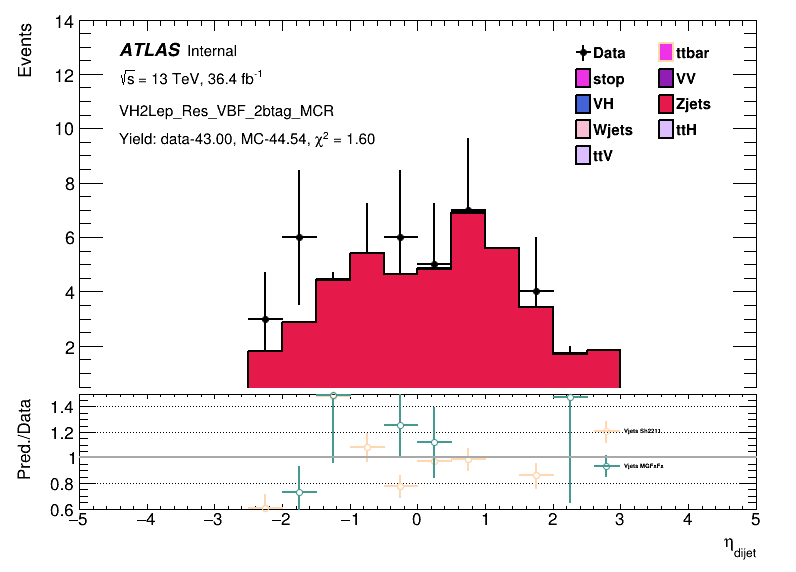 Events
14
12
10
8
6
4
2
ATLAS Internal
√s = 13 TeV, 36.4 fb⁻¹
VH2Lep_Res_VBF_2btag_MCR
Yield: data-43.00, MC-44.54, χ² = 1.60
Data ttbar
stop VV
VH Zjets
Wjets ttH
ttV
Pred./Data
1.4
1.2
1
0.8
0.6
Vjets Sh2211
Vjets MGFxFx
−5 −4 −3 −2 −1 0 1 2 3 4 5
η_dijet